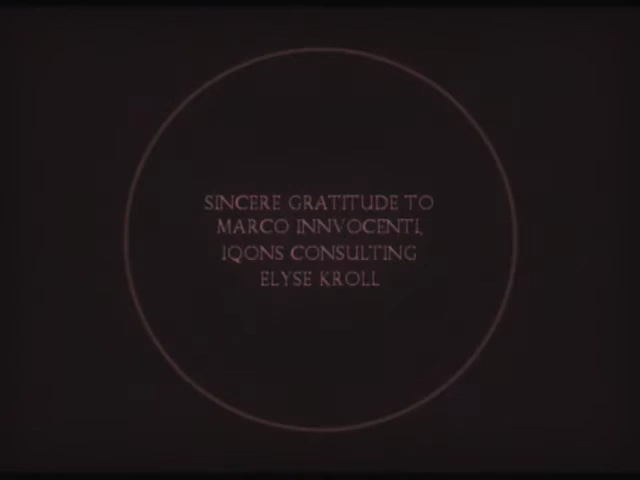 SINCERE GRATITUDE TO
MARCO INNVOCENTI,
IQONS CONSULTING
ELYSE KROLL